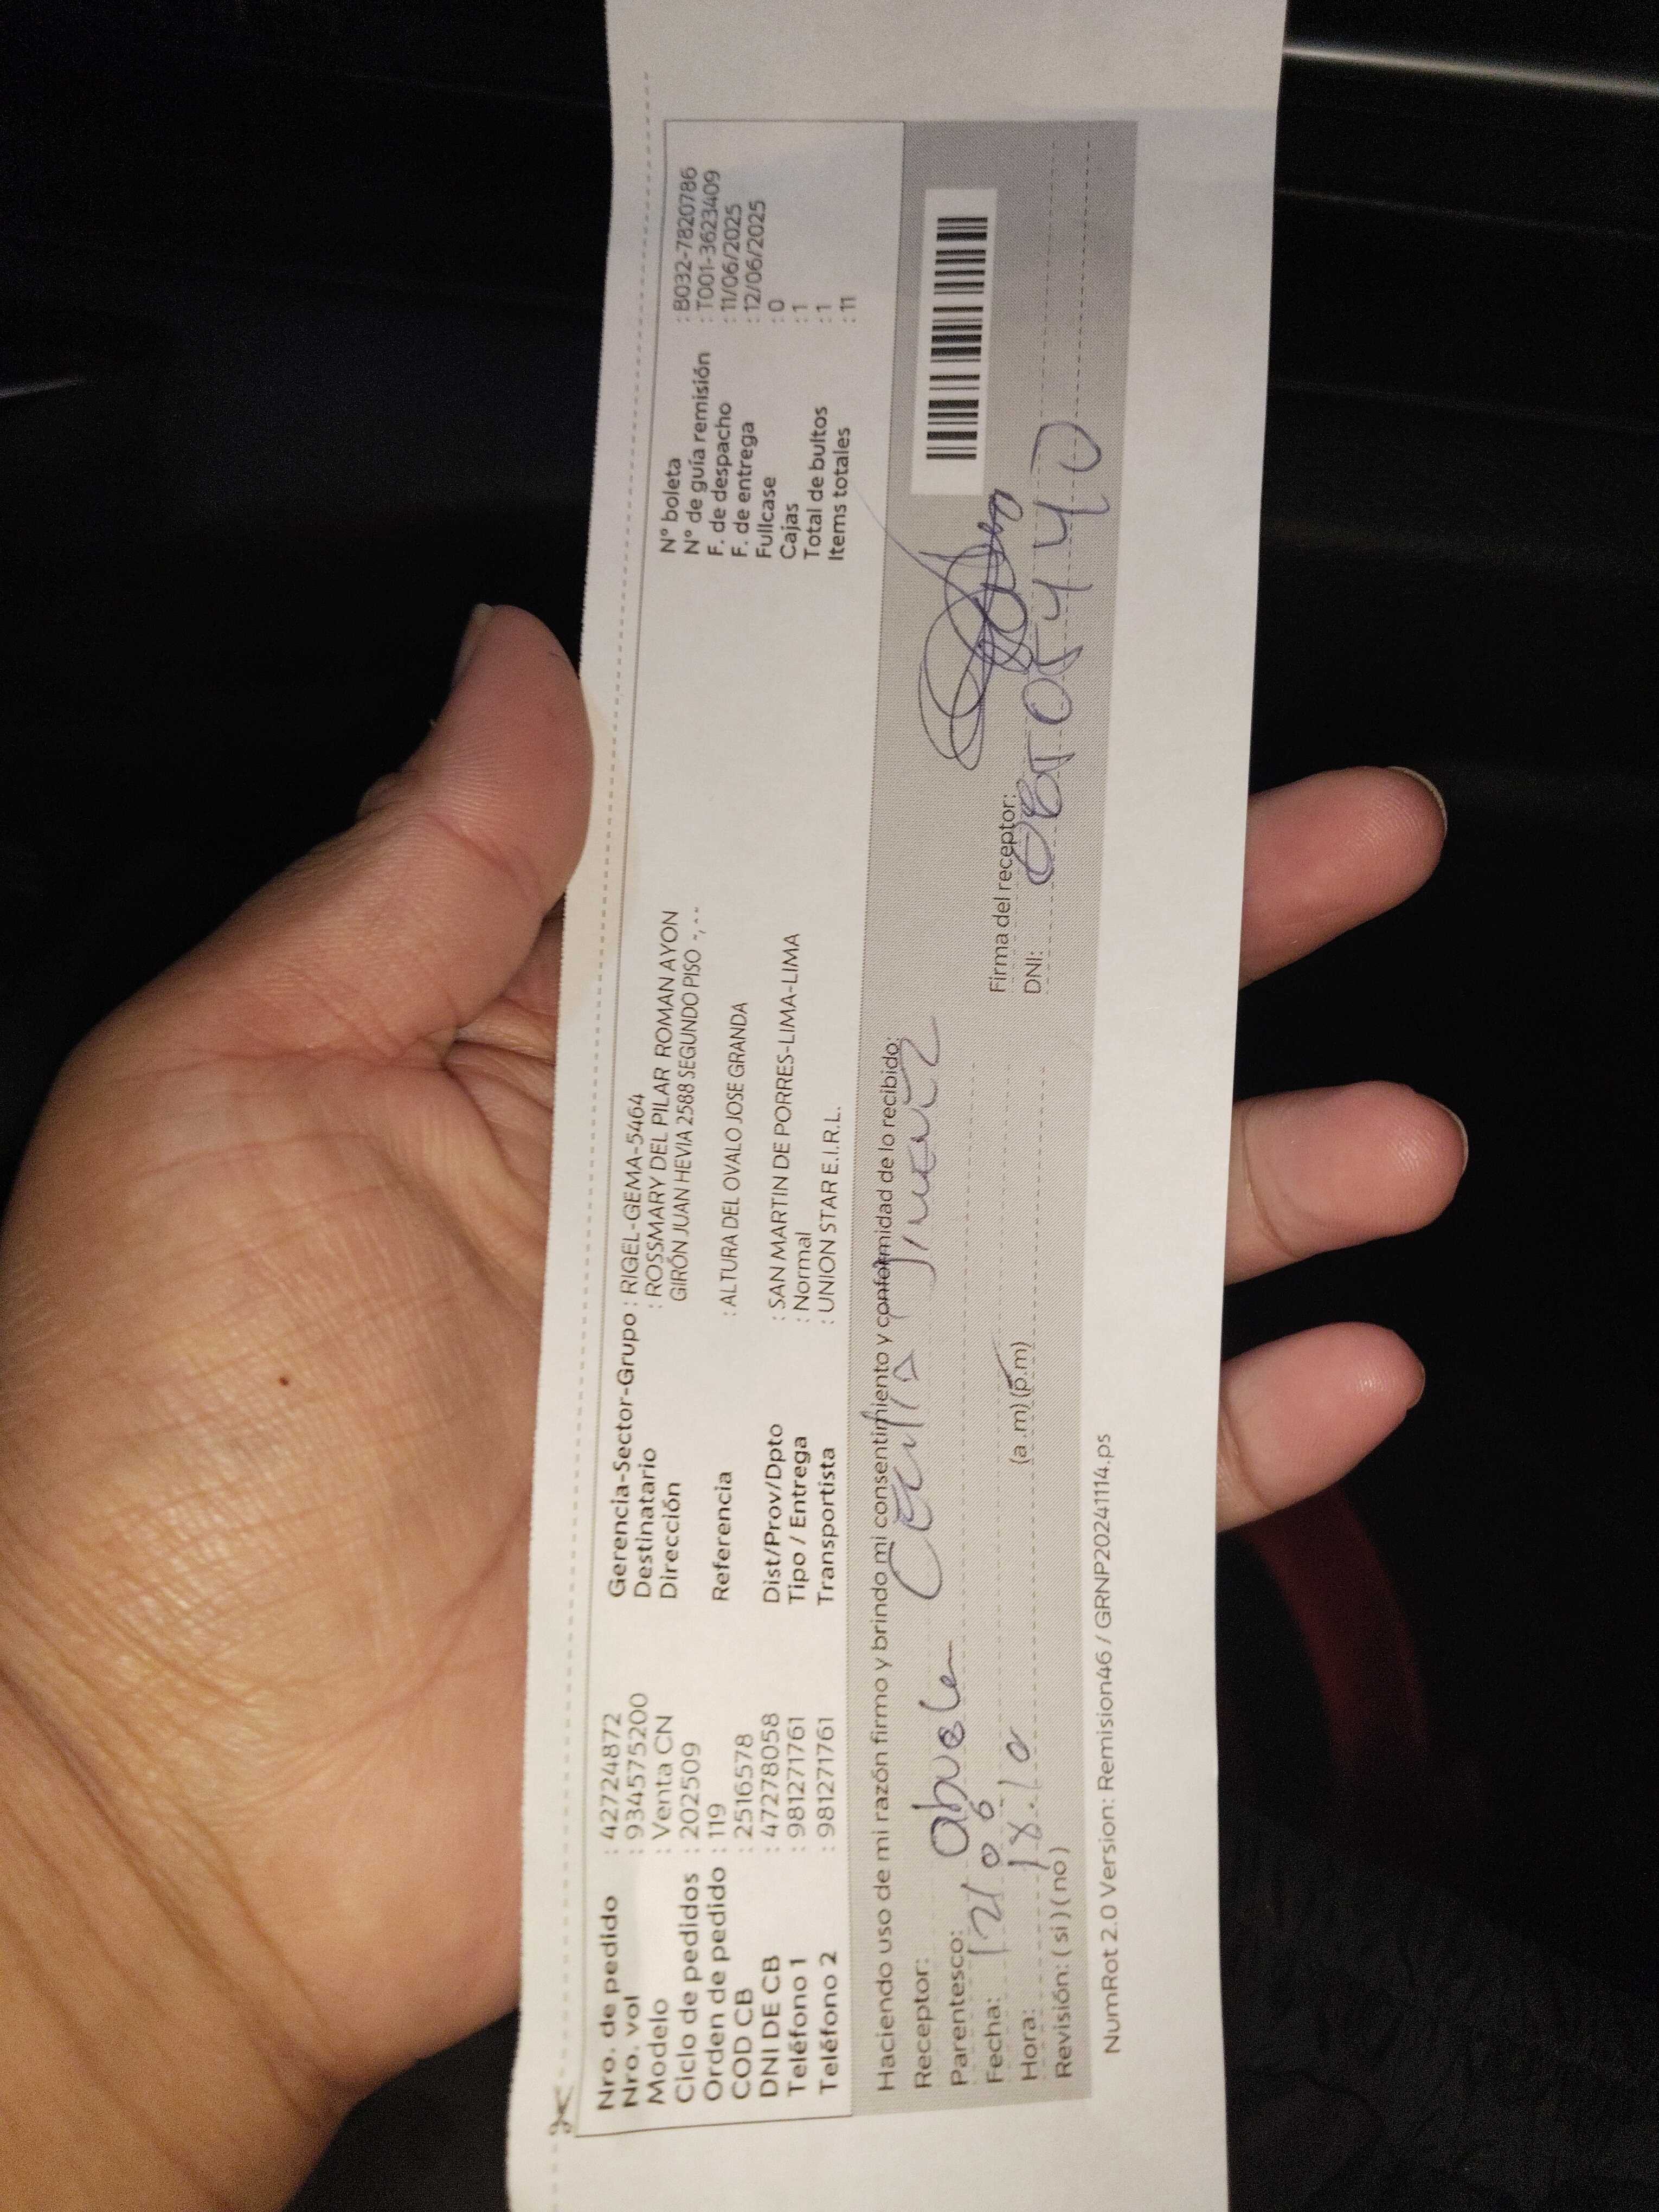 Nro. de pedido : 427224872
Nro. vol : 934575200
Modelo : Venta CN
Ciclo de pedidos : 202509
Orden de pedido : 119
COD CB : 2516578
DNI DE CB : 47278058
Teléfono 1 : 981271761
Teléfono 2 : 981271761
Gerencia-Sector-Grupo : RIGEL-GEMA-5464
Destinatario : ROSSMARY DEL PILAR ROMAN AYON
Dirección GIRÓN JUAN HEVIA 2588 SEGUNDO PISO -, - -
Referencia : ALTURA DEL OVALO JOSE GRANDA
Dist/Prov/Dpto : SAN MARTIN DE PORRES-LIMA-LIMA
Tipo / Entrega : Normal
Transportista : UNION STAR E.I.R.L.
N° boleta : B032-7820786
N° de guía remisión : T001-3623409
F. de despacho : 11/06/2025
F. de entrega : 12/06/2025
Fullcase : 0
Cajas : 1
Total de bultos : 1
Items totales : 11
Haciendo uso de mi razón firmo y brindo mi consentimiento y conformidad de lo recibido:
Receptor:
Parentesco: abuela
Fecha: 12 06
Hora: 18:10 (a .m) (p.m)
Revisión: ( si ) ( no )
Firma del receptor:
DNI:
NumRot 2.0 Version: Remision46 / GRNP20241114.ps